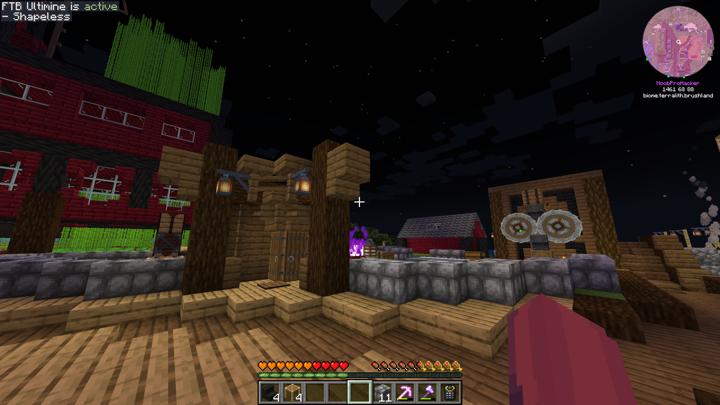 FTB Ultimine is active
- Shapeless
NoobProHacker
1461 68 88
biome.terralith.brushland
4
4
11